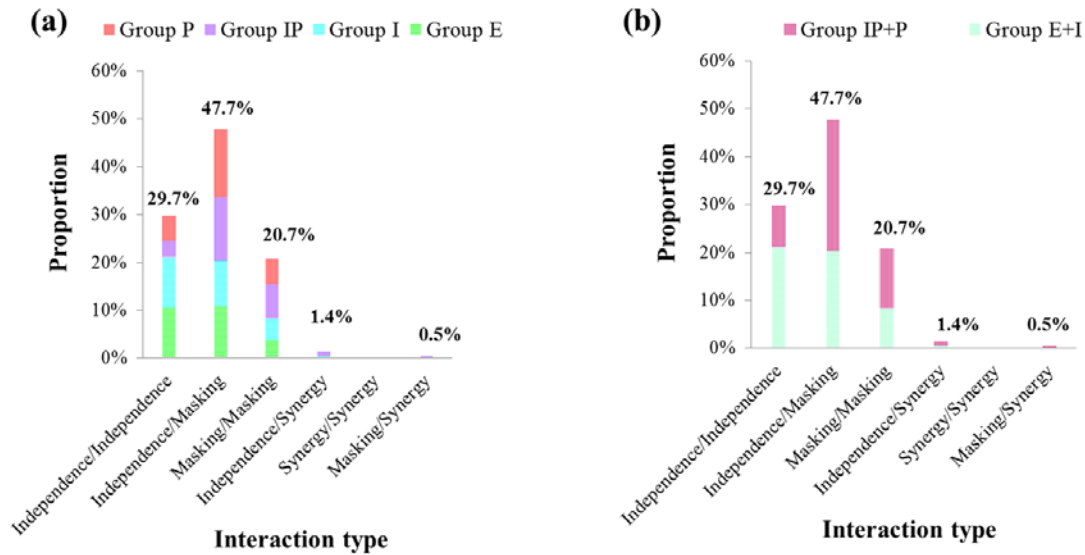 (a)
Group P Group IP Group I Group E
60%
50%
40%
30%
20%
10%
0%
Proportion
29.7%
47.7%
20.7%
1.4%
0.5%
Independence/Independence
Independence/Masking
Masking/Masking
Independence/Synergy
Synergy/Synergy
Masking/Synergy
Interaction type
(b)
Group IP+P Group E+I
60%
50%
40%
30%
20%
10%
0%
Proportion
29.7%
47.7%
20.7%
1.4%
0.5%
Independence/Independence
Independence/Masking
Masking/Masking
Independence/Synergy
Synergy/Synergy
Masking/Synergy
Interaction type